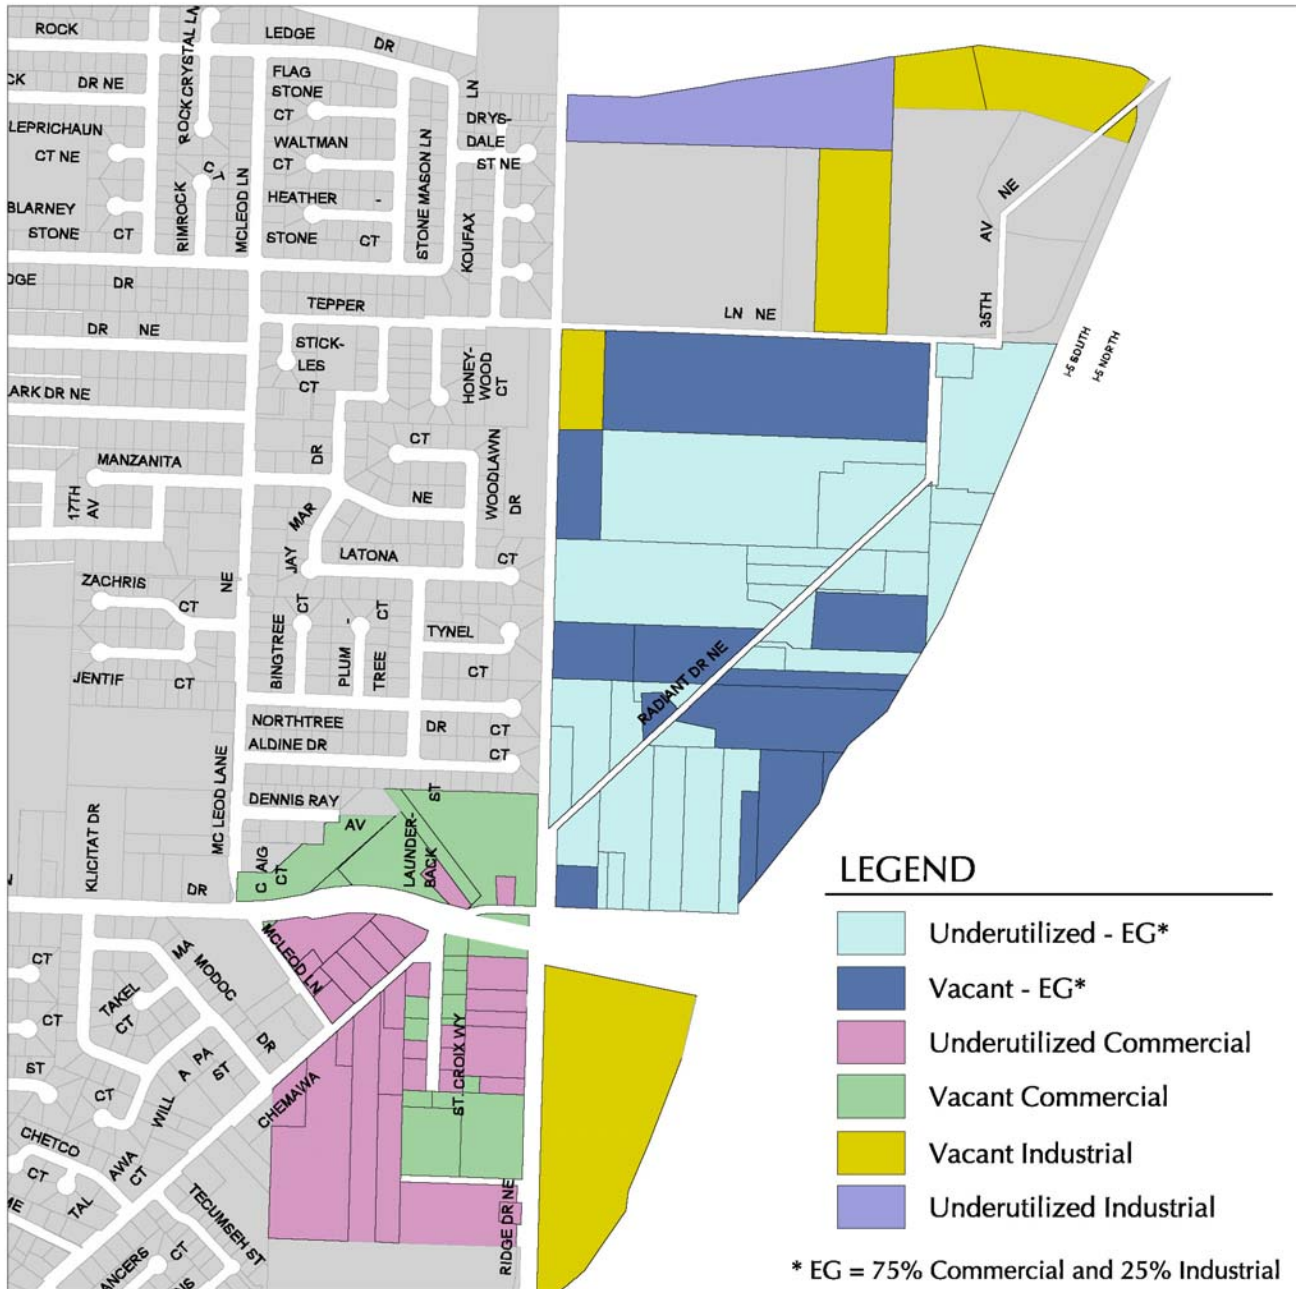 ROCK
LEDGE
DR
ROCK CRYSTAL LN
CK DR NE
FLAG
STONE
CT
LN
DRYS-
DALE
ST NE
LEPRICHAUN
CT NE
WALTMAN
CT
CT
RIMROCK
MCLEOD LN
STONE MASON LN
HEATHER -
STONE CT
BLARNEY
STONE CT
KOUFAX
AV NE
35TH
DGE DR
TEPPER
LN NE
DR NE
STICK-
LES
CT
HONEY-
WOOD
CT
I-5 SOUTH
I-5 NORTH
LARK DR NE
CT
DR
MANZANITA
17TH
AV
NE
WOODLAWN
DR
MAR
JAY
LATONA
CT
ZACHRIS
CT
NE
BINGTREE
CT
PLUM -
TREE
CT
TYNEL
CT
JENTIF CT
RADIANT DR NE
NORTHTREE
DR
CT
ALDINE DR
CT
MC LEOD LANE
DENNIS RAY
AV
ST
LAUNDER-
BACK
KLICITAT DR
C AIG
CT
N
DR
LEGEND
Underutilized - EG*
Vacant - EG*
Underutilized Commercial
Vacant Commercial
Vacant Industrial
Underutilized Industrial
* EG = 75% Commercial and 25% Industrial
MCLEOD LN
MA
MODOC
DR
CT
TAKEL
CT
CT
ST
CT
WILL A PA
ST
CHEMAWA
ST. CROIX WY
CHETCO
CT
TAL
AWA
CT
ME
TECUMSEH ST
RIDGE DR NE
ANCERS
CT